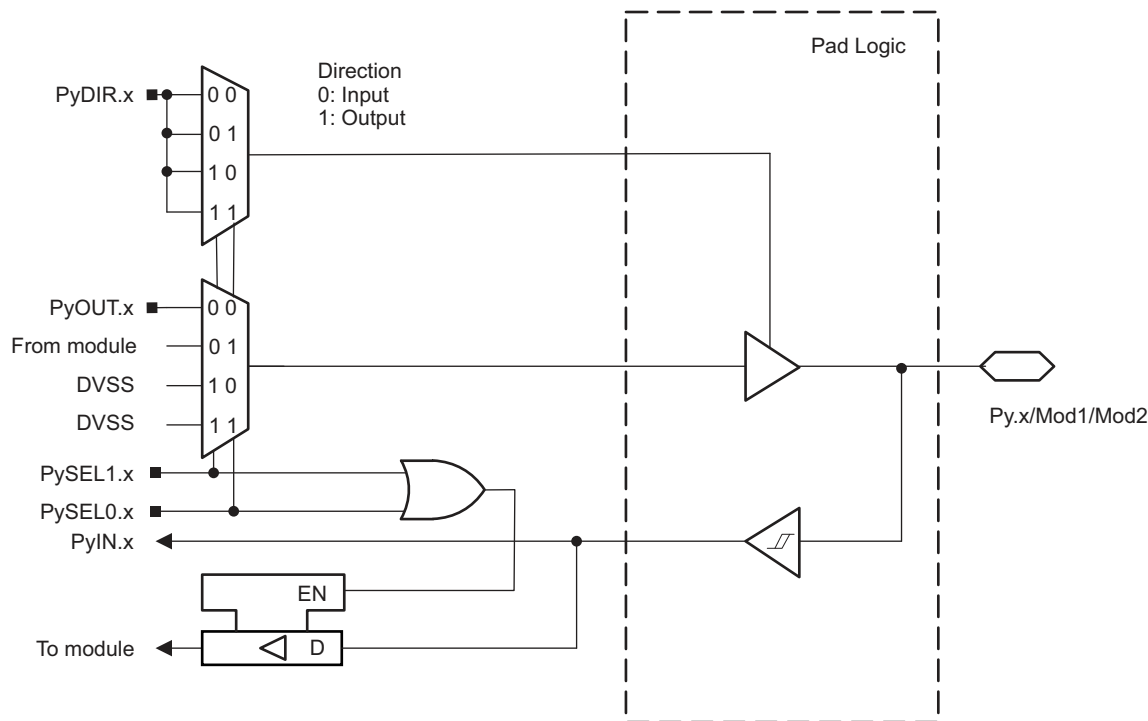 Pad Logic
Direction
0: Input
1: Output
PyDIR.x
0 0
0 1
1 0
1 1
PyOUT.x
0 0
From module
0 1
DVSS
1 0
DVSS
1 1
Py.x/Mod1/Mod2
PySEL1.x
PySEL0.x
PyIN.x
EN
To module
D